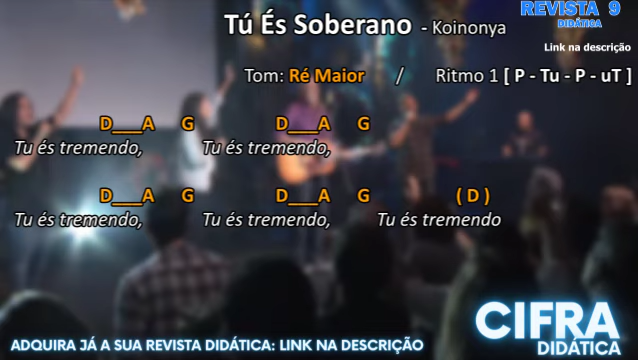 REVISTA 9
DIDÁTICA
Tú És Soberano - Koinonya
Link na descrição
Tom: Ré Maior / Ritmo 1 [ P - Tu - P - uT ]
D___A G D___A G
Tu és tremendo, Tu és tremendo,
D___A G D___A G ( D )
Tu és tremendo, Tu és tremendo, Tu és tremendo
CIFRA
DIDÁTICA
ADQUIRA JÁ A SUA REVISTA DIDÁTICA: LINK NA DESCRIÇÃO